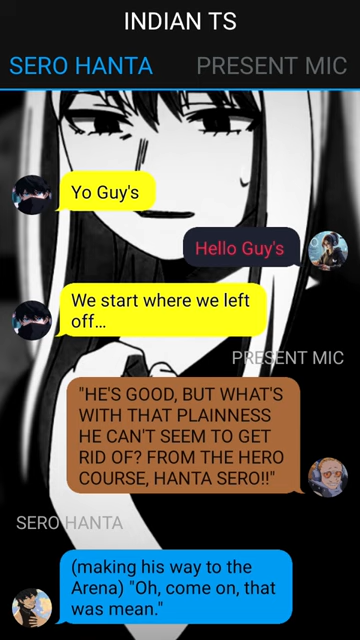 INDIAN TS
SERO HANTA
PRESENT MIC
Yo Guy's
Hello Guy's
We start where we left
off...
PRESENT MIC
"HE'S GOOD, BUT WHAT'S
WITH THAT PLAINNESS
HE CAN'T SEEM TO GET
RID OF? FROM THE HERO
COURSE, HANTA SERO!!"
SERO HANTA
(making his way to the
Arena) "Oh, come on, that
was mean."